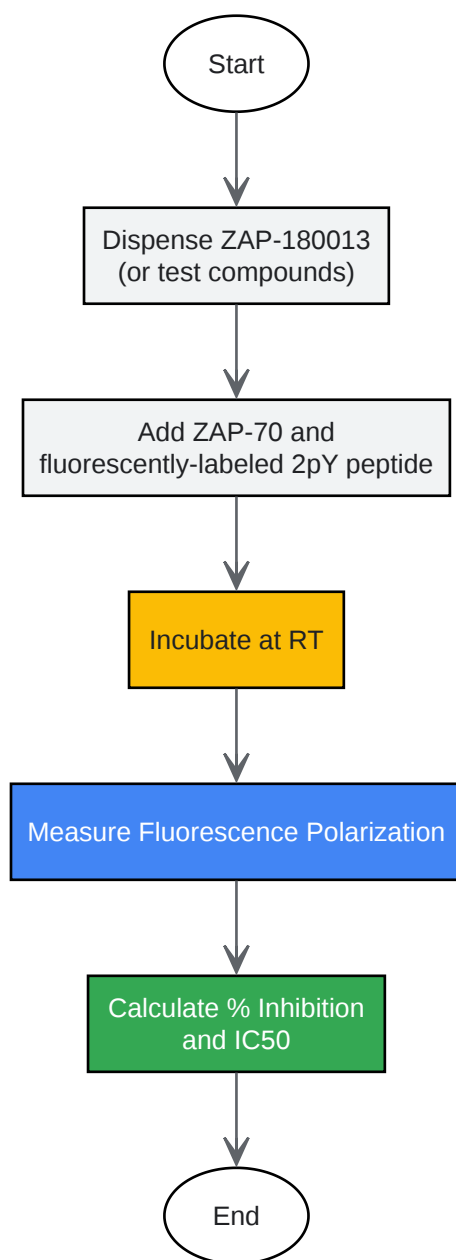 Start
Dispense ZAP-180013
(or test compounds)
Add ZAP-70 and
fluorescently-labeled 2pY peptide
Incubate at RT
Measure Fluorescence Polarization
Calculate % Inhibition
and IC50
End